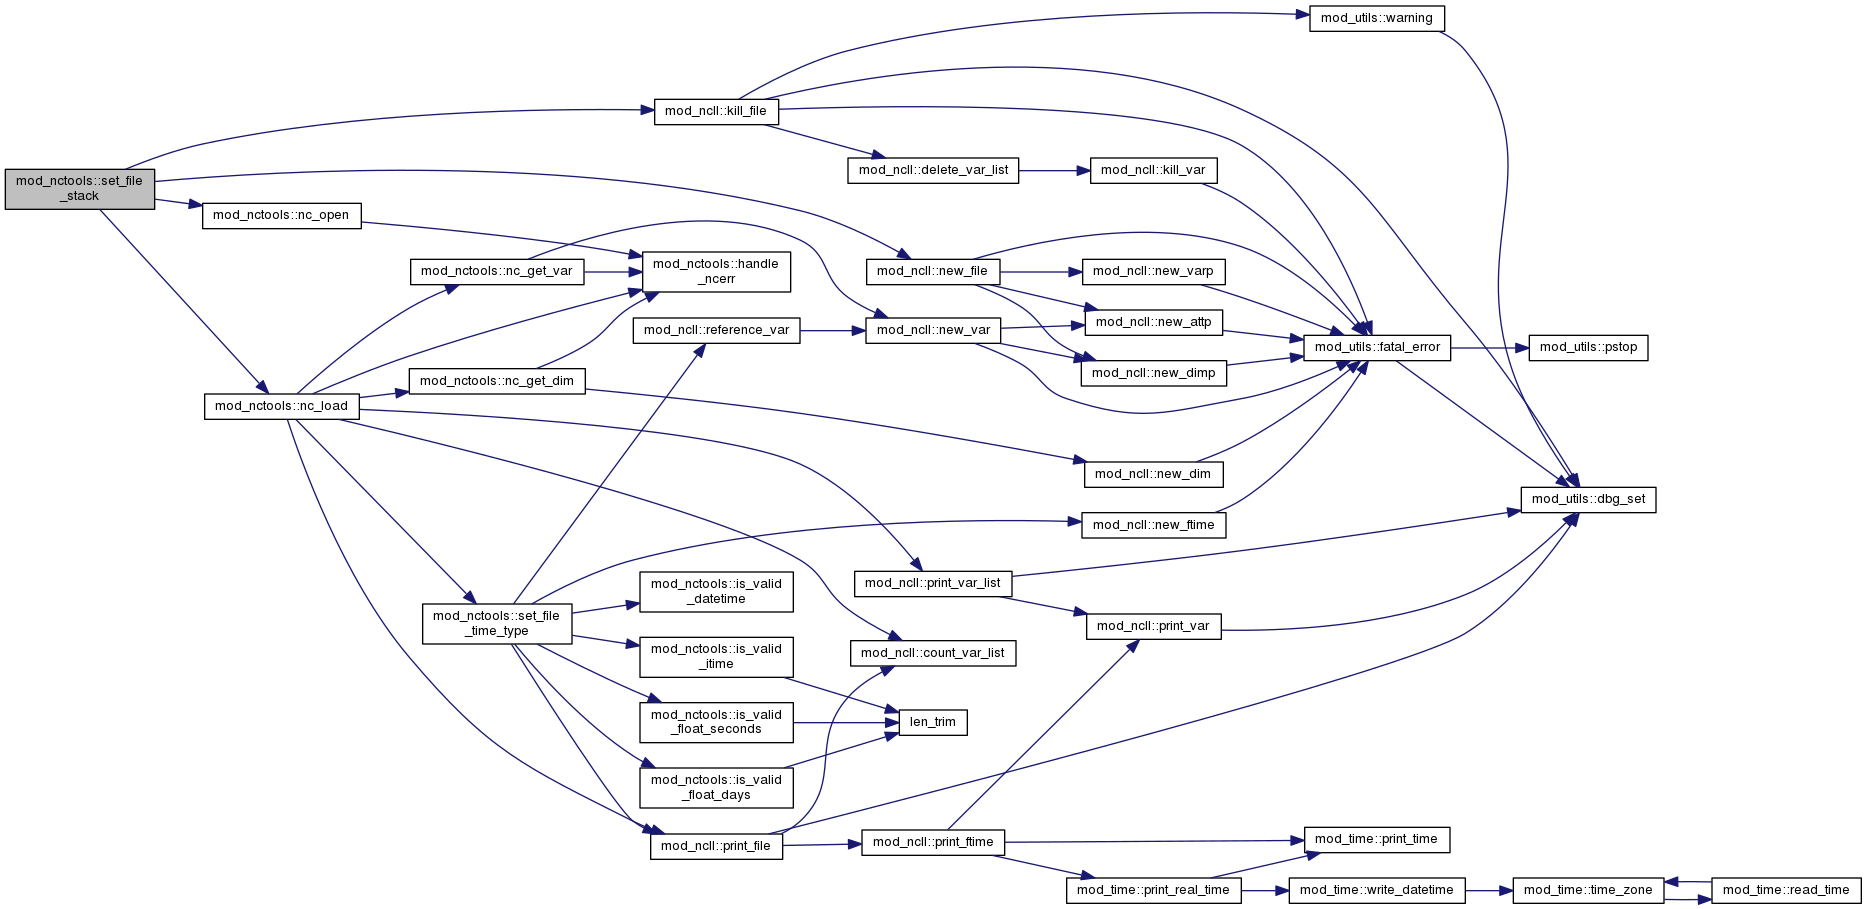 mod_utils::warning
mod_ncll::kill_file
mod_ncll::delete_var_list
mod_ncll::kill_var
mod_nctools::set_file
_stack
mod_nctools::nc_open
mod_nctools::nc_get_var
mod_nctools::handle
_ncerr
mod_ncll::new_file
mod_ncll::new_varp
mod_ncll::reference_var
mod_ncll::new_var
mod_ncll::new_attp
mod_utils::fatal_error
mod_utils::pstop
mod_nctools::nc_get_dim
mod_ncll::new_dimp
mod_nctools::nc_load
mod_ncll::new_dim
mod_utils::dbg_set
mod_ncll::new_ftime
mod_nctools::is_valid
_datetime
mod_ncll::print_var_list
mod_nctools::set_file
_time_type
mod_ncll::print_var
mod_nctools::is_valid
_itime
mod_ncll::count_var_list
mod_nctools::is_valid
_float_seconds
len_trim
mod_nctools::is_valid
_float_days
mod_ncll::print_file
mod_ncll::print_ftime
mod_time::print_time
mod_time::print_real_time
mod_time::write_datetime
mod_time::time_zone
mod_time::read_time